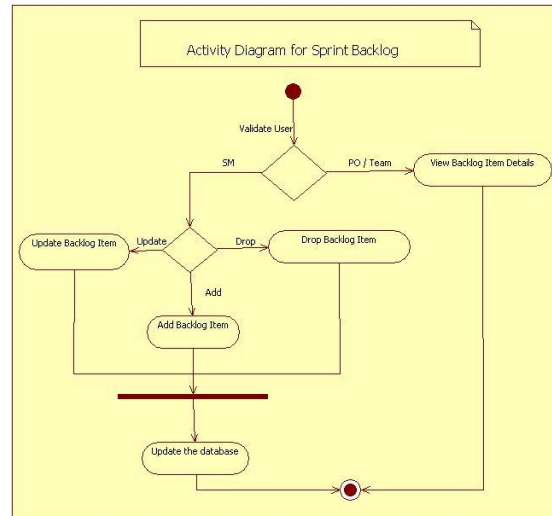 Activity Diagram for Sprint Backlog
Validate User
SM
PO / Team
View Backlog Item Details
Update Backlog Item
Update
Drop
Drop Backlog Item
Add
Add Backlog Item
Update the database